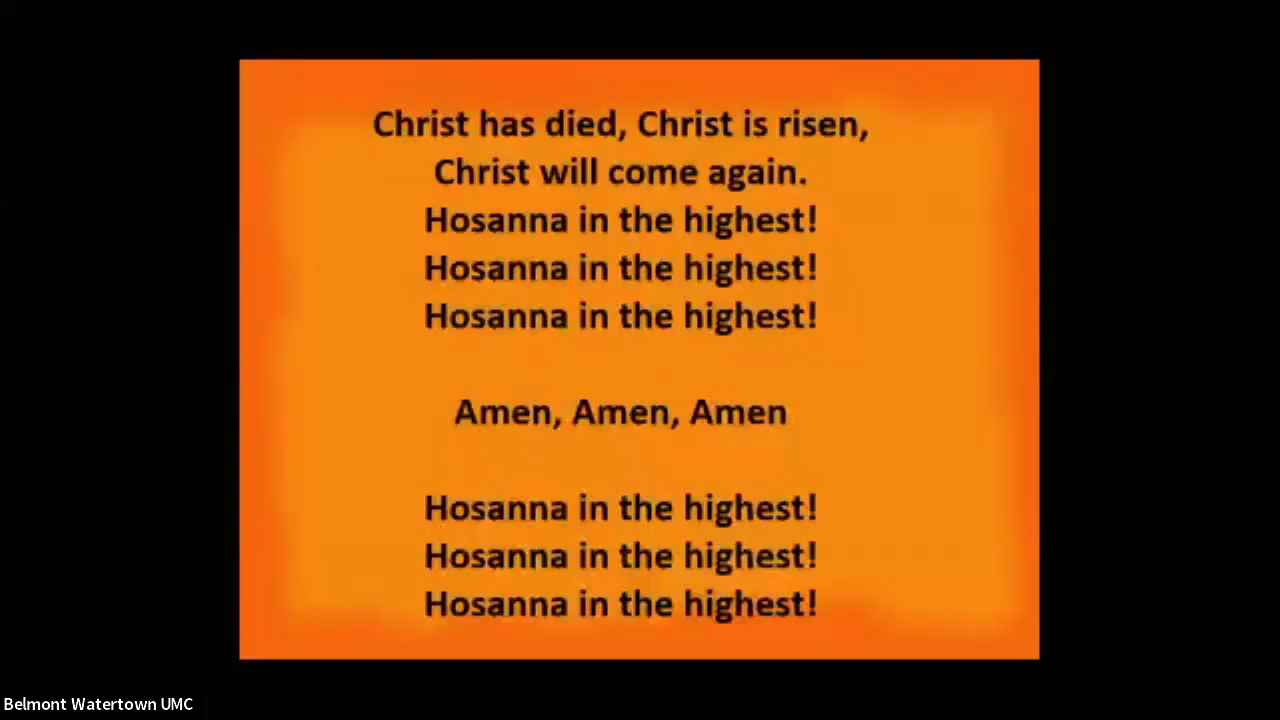 Christ has died, Christ is risen,
Christ will come again.
Hosanna in the highest!
Hosanna in the highest!
Hosanna in the highest!
Amen, Amen, Amen
Hosanna in the highest!
Hosanna in the highest!
Hosanna in the highest!
Belmont Watertown UMC